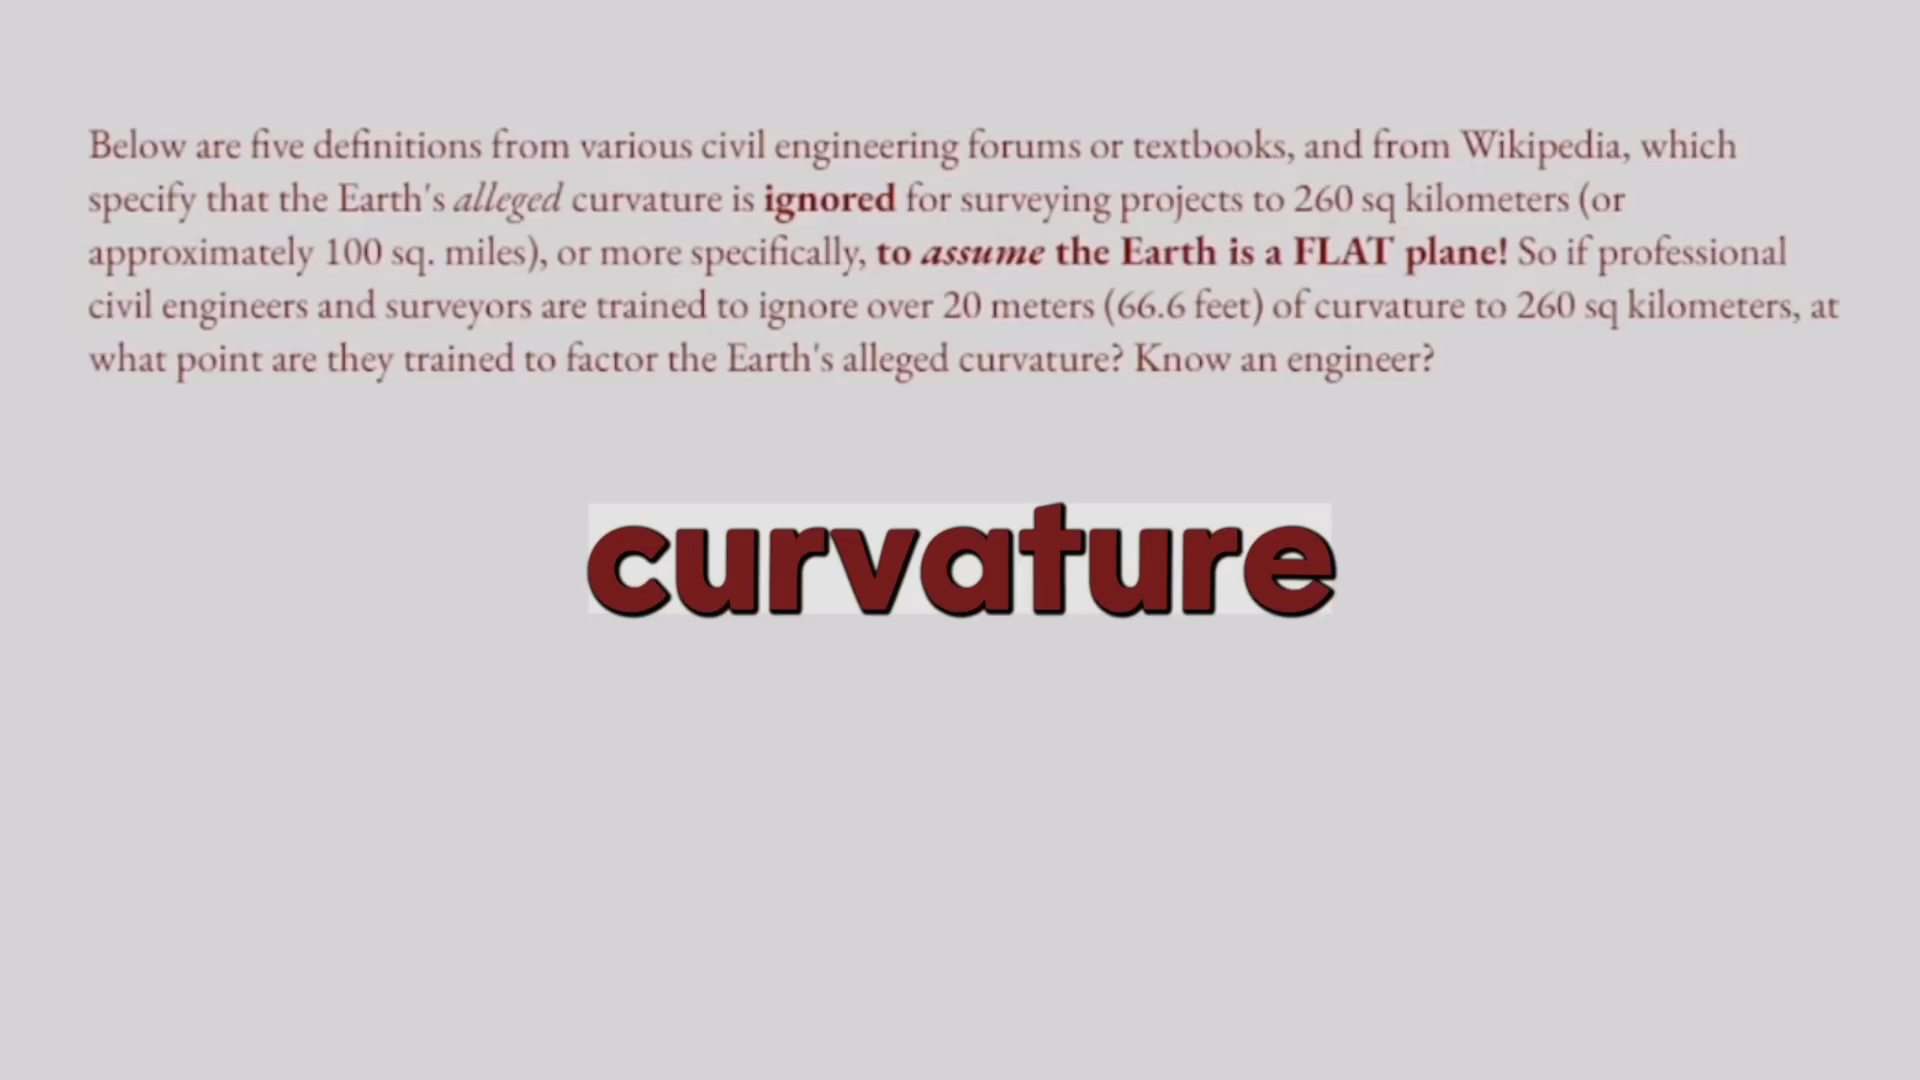 Below are five definitions from various civil engineering forums or textbooks, and from Wikipedia, which
specify that the Earth's alleged curvature is ignored for surveying projects to 260 sq kilometers (or
approximately 100 sq. miles), or more specifically, to assume the Earth is a FLAT plane! So if professional
civil engineers and surveyors are trained to ignore over 20 meters (66.6 feet) of curvature to 260 sq kilometers, at
what point are they trained to factor the Earth's alleged curvature? Know an engineer?
curvature